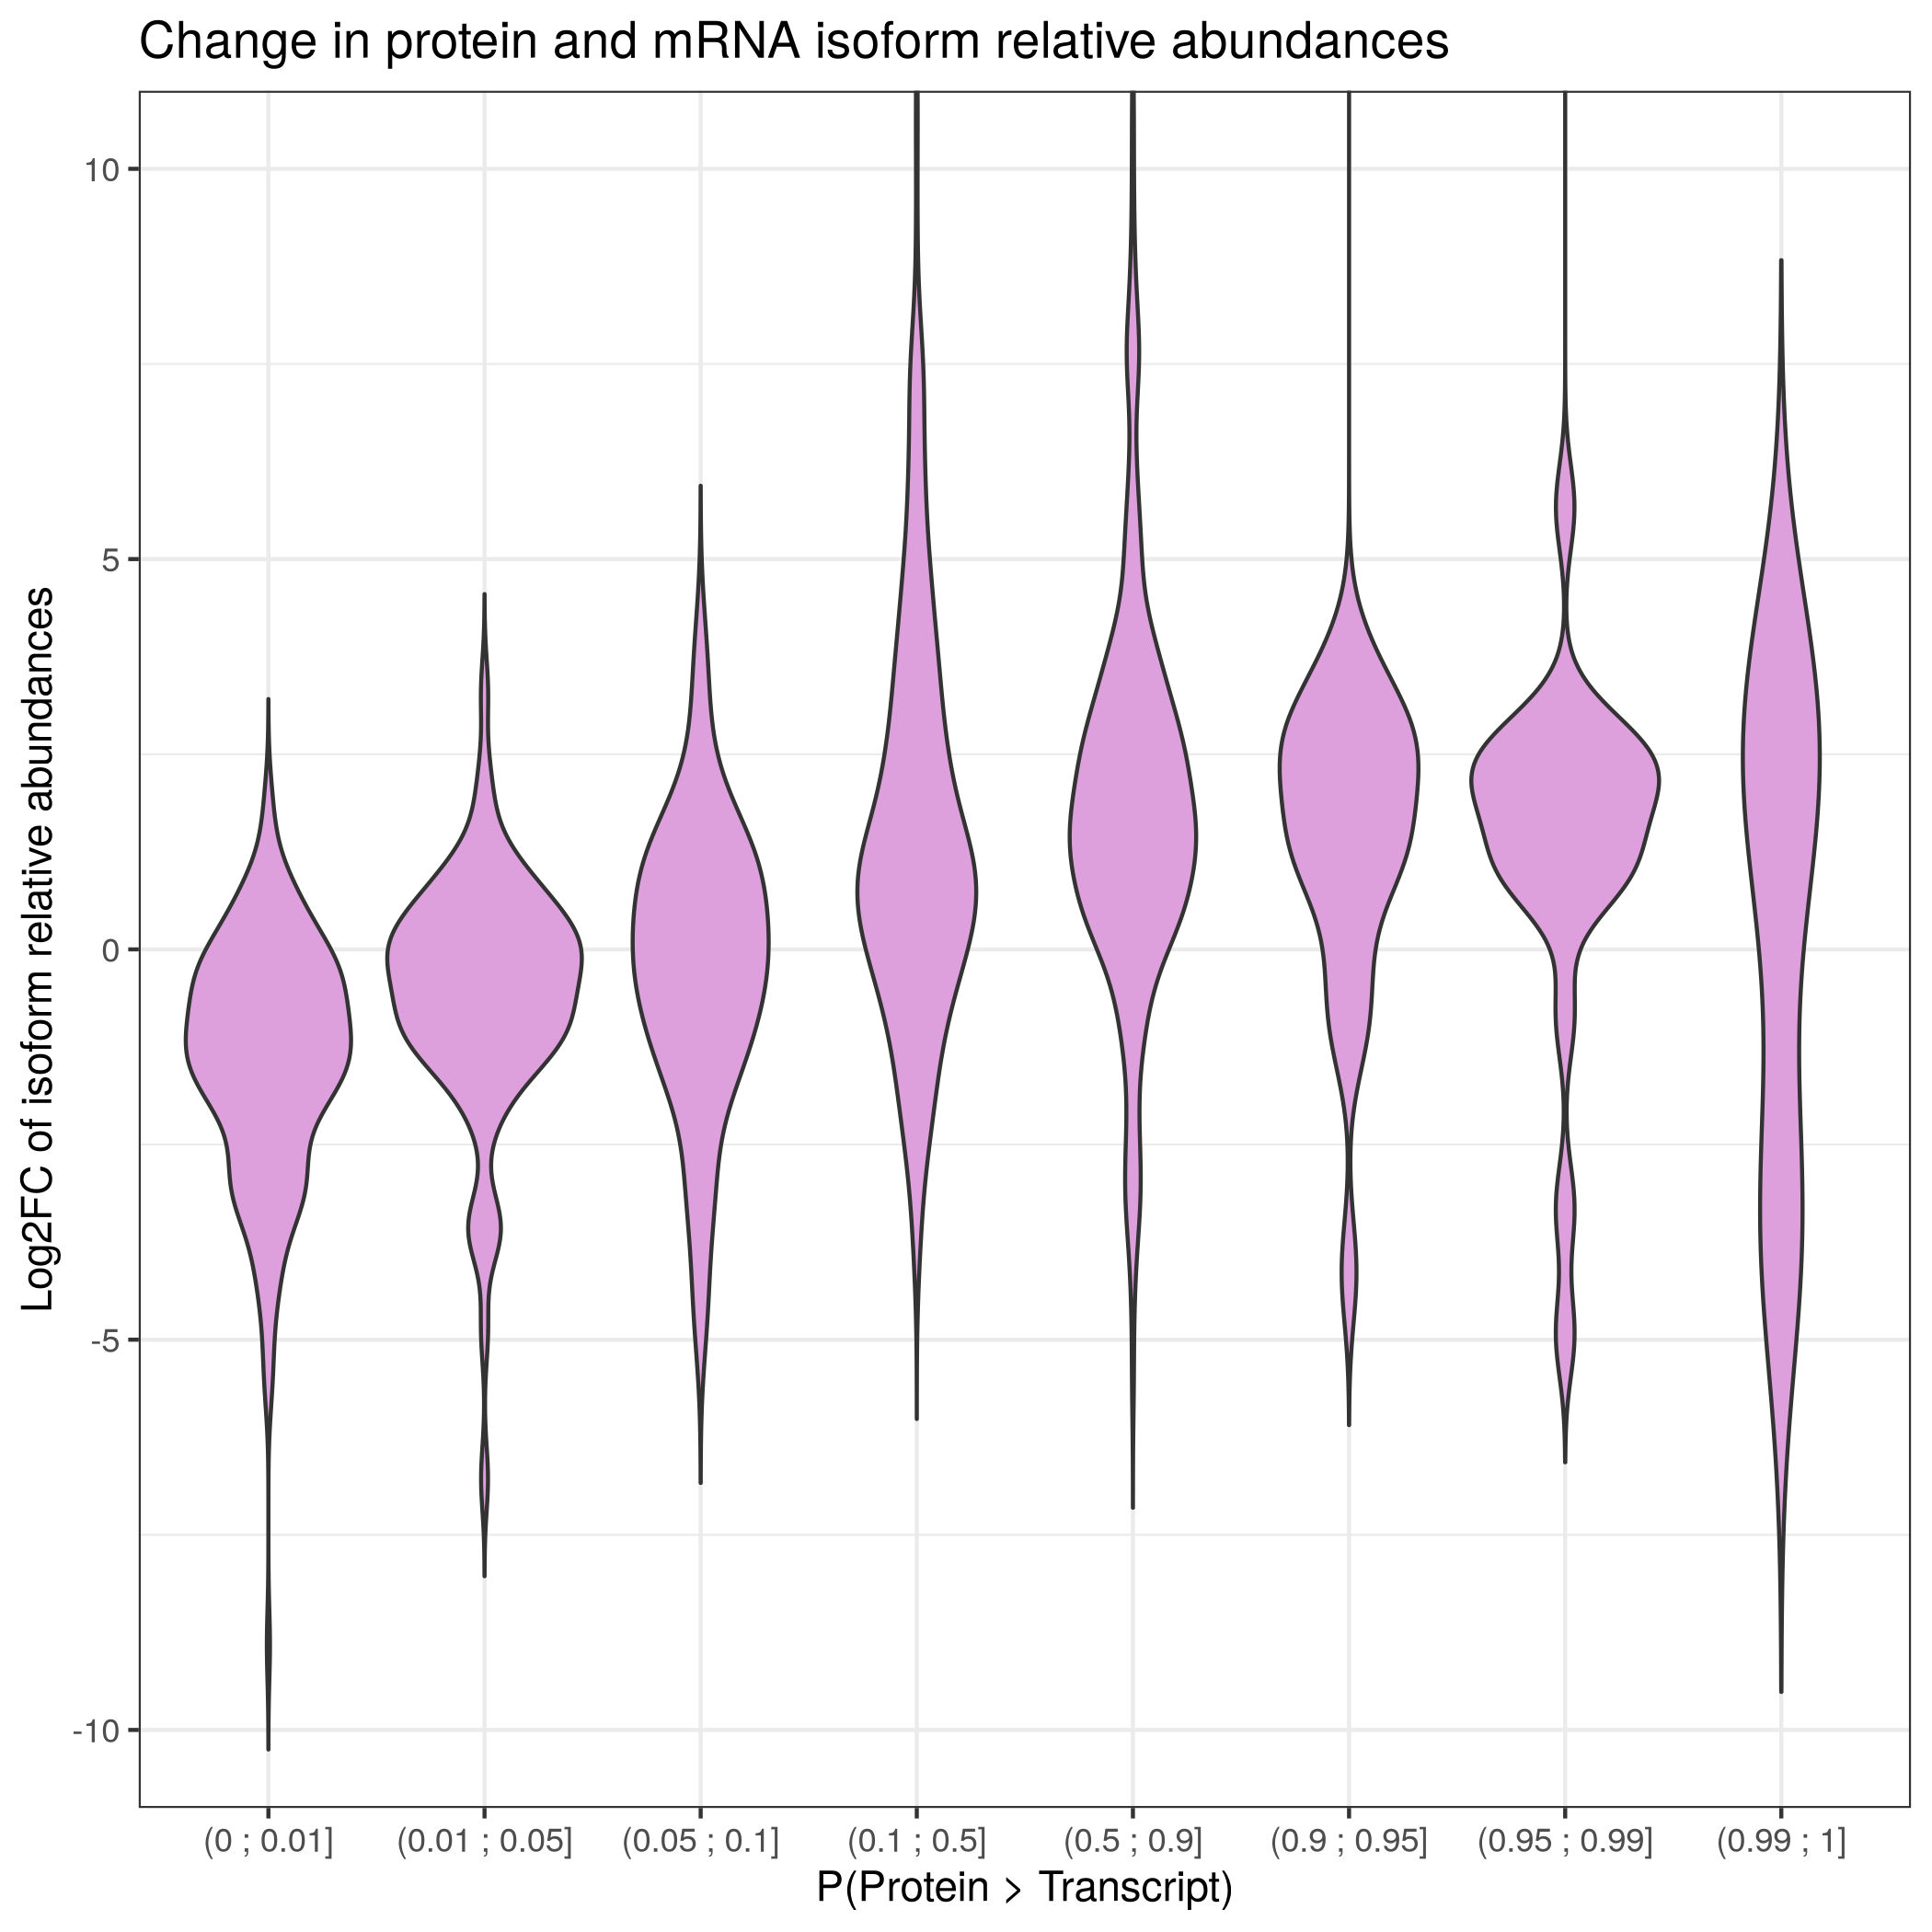 Change in protein and mRNA isoform relative abundances
Log2FC of isoform relative abundances
10
5
0
-5
-10
(0 ; 0.01]
(0.01 ; 0.05]
(0.05 ; 0.1]
(0.1 ; 0.5]
(0.5 ; 0.9]
(0.9 ; 0.95]
(0.95 ; 0.99]
(0.99 ; 1]
P(Protein > Transcript)